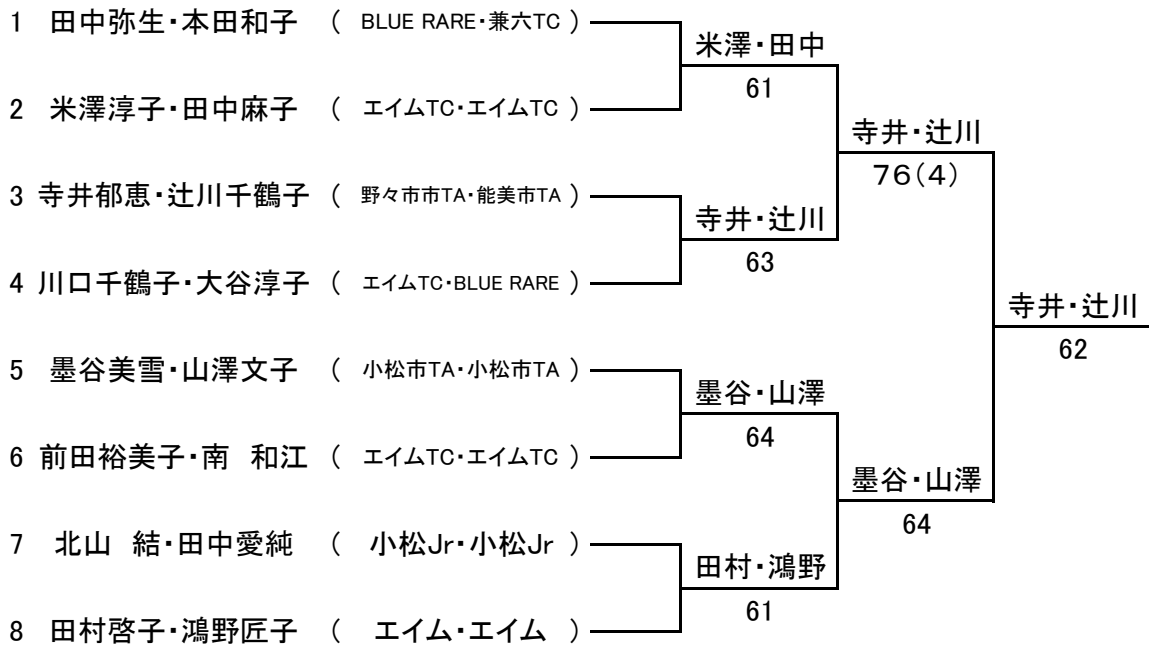 1 田中弥生・本田和子 （ BLUE RARE・兼六TC ）
米澤・田中
61
2 米澤淳子・田中麻子 （ エイムTC・エイムTC ）
寺井・辻川
76(4)
3 寺井郁恵・辻川千鶴子 （ 野々市市TA・能美市TA ）
寺井・辻川
63
4 川口千鶴子・大谷淳子 （ エイムTC・BLUE RARE ）
寺井・辻川
62
5 墨谷美雪・山澤文子 （ 小松市TA・小松市TA ）
墨谷・山澤
64
6 前田裕美子・南　和江 （ エイムTC・エイムTC ）
墨谷・山澤
64
7 北山　結・田中愛純 （ 小松Jr・小松Jr ）
田村・鴻野
61
8 田村啓子・鴻野匠子 （ エイム・エイム ）